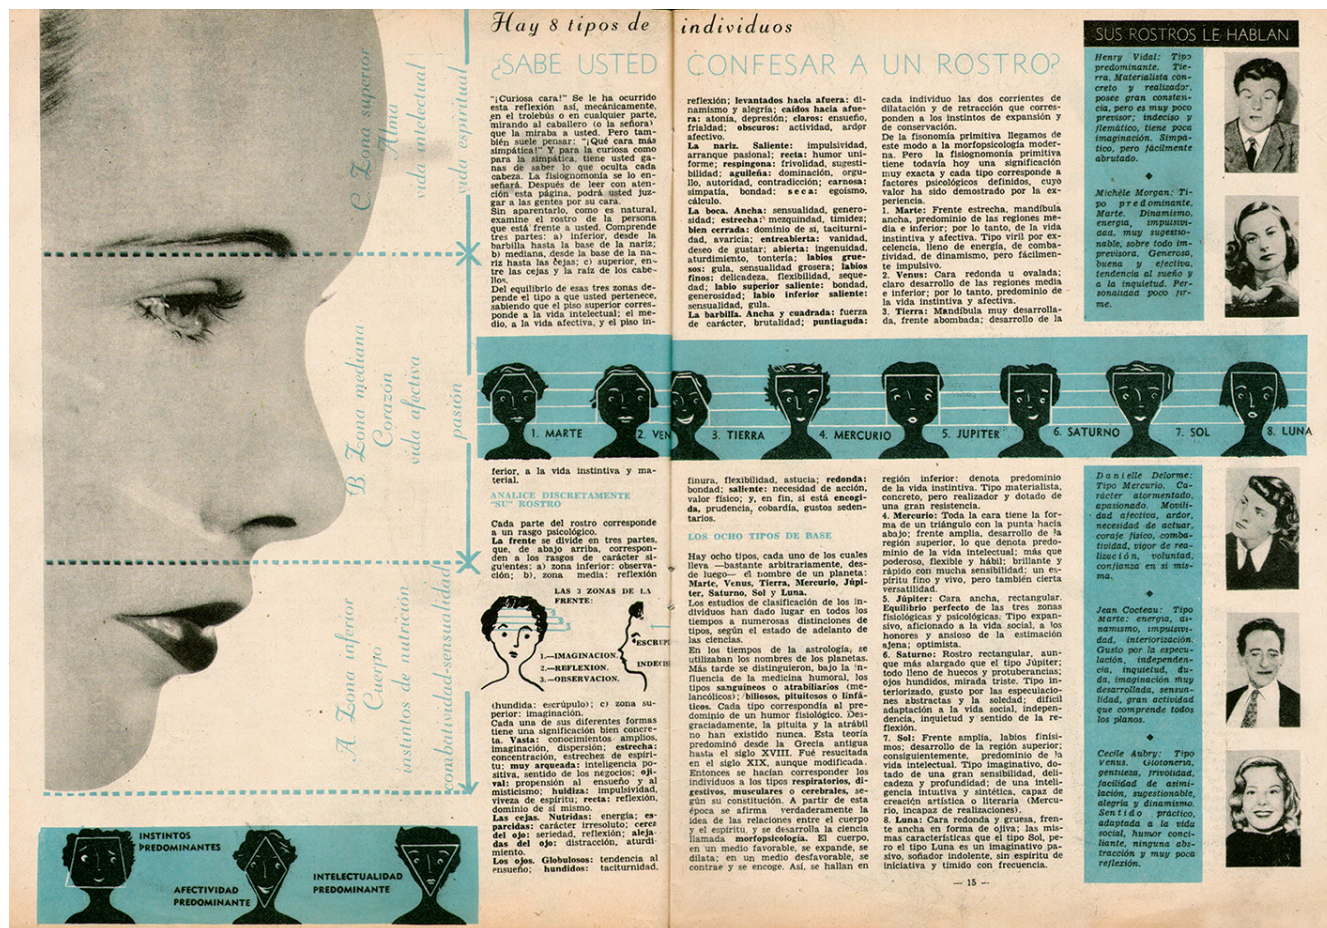 Hay 8 tipos de individuos
¿SABE USTED CONFESAR A UN ROSTRO?
C. Zona superior
Alma
vida intelectual
vida espiritual
B. Zona mediana
Corazón
vida afectiva
pasión
A Zona inferior
Cuerpo
instintos de nutrición
combatividad-sensualidad
INSTINTOS
PREDOMINANTES
AFECTIVIDAD
PREDOMINANTE
INTELECTUALIDAD
PREDOMINANTE
"¡Curiosa cara!" Se le ha ocurrido
esta reflexión así, mecánicamente,
en el trolebús o en cualquier parte,
mirando al caballero (o la señora)
que la miraba a usted. Pero tam-
bién suele pensar: "¡Qué cara más
simpática!" Y para la curiosa como
para la simpática, tiene usted ga-
nas de saber lo que oculta cada
cabeza. La fisiognomonía se lo en-
señará. Después de leer con aten-
ción esta página, podrá usted juz-
gar a las gentes por su cara.
Sin aparentarlo, como es natural,
examine el rostro de la persona
que está frente a usted. Comprende
tres partes: a) inferior, desde la
barbilla hasta la base de la nariz;
b) mediana, desde la base de la na-
riz hasta las cejas; c) superior, en-
tre las cejas y la raíz de los cabe-
llos.
Del equilibrio de esas tres zonas de-
pende el tipo a que usted pertenece,
sabiendo que el piso superior corres-
ponde a la vida intelectual; el me-
dio, a la vida afectiva, y el piso in-
ferior, a la vida instintiva y ma-
terial.
ANALICE DISCRETAMENTE
"SU" ROSTRO
Cada parte del rostro corresponde
a un rasgo psicológico.
La frente se divide en tres partes,
que, de abajo arriba, correspon-
den a los rasgos de carácter si-
guientes: a) zona inferior: observa-
ción; b), zona media: reflexión
LAS 3 ZONAS DE LA
FRENTE:
1.—IMAGINACION.
2.—REFLEXION.
3.—OBSERVACION.
(hundida: escrúpulo); c) zona su-
perior: imaginación.
Cada una de sus diferentes formas
tiene una significación bien concre-
ta. Vasta: conocimientos amplios,
imaginación, dispersión; estrecha:
concentración, estrechez de espíri-
tu; muy arqueada: inteligencia po-
sitiva, sentido de los negocios; oji-
val: propensión al ensueño y al
misticismo; huidiza: impulsividad,
viveza de espíritu; recta: reflexión,
dominio de sí mismo.
Las cejas. Nutridas: energía; es-
parcidas: carácter irresoluto; cerca
del ojo: seriedad, reflexión; aleja-
das del ojo: distracción, aturdi-
miento.
Los ojos. Globulosos: tendencia al
ensueño; hundidos: taciturnidad,
reflexión; levantados hacia afuera: di-
namismo y alegría; caídos hacia afue-
ra: atonía, depresión; claros: ensueño,
frialdad; obscuros: actividad, ardor
afectivo.
La nariz. Saliente: impulsividad,
arranque pasional; recta: humor uni-
forme; respingona: frivolidad, sugesti-
bilidad; aguileña: dominación, orgu-
llo, autoridad, contradicción; carnosa:
simpatía, bondad; seca: egoísmo,
cálculo.
La boca. Ancha: sensualidad, genero-
sidad; estrecha: mezquindad, timidez;
bien cerrada: dominio de sí, taciturni-
dad, avaricia; entreabierta: vanidad,
deseo de gustar; abierta: ingenuidad,
aturdimiento, tontería; labios grue-
sos: gula, sensualidad grosera; labios
finos: delicadeza, flexibilidad, seque-
dad; labio superior saliente: bondad,
generosidad; labio inferior saliente:
sensualidad, gula.
La barbilla. Ancha y cuadrada: fuerza
de carácter, brutalidad; puntiaguda:
1. MARTE
2. VEN
3. TIERRA
4. MERCURIO
5. JUPITER
6. SATURNO
7. SOL
8. LUNA
finura, flexibilidad, astucia; redonda:
bondad; saliente: necesidad de acción,
valor físico; y, en fin, si está encogi-
da, prudencia, cobardía, gustos seden-
tarios.
LOS OCHO TIPOS DE BASE
Hay ocho tipos, cada uno de los cuales
lleva —bastante arbitrariamente, des-
de luego— el nombre de un planeta:
Marte, Venus, Tierra, Mercurio, Júpi-
ter, Saturno, Sol y Luna.
Los estudios de clasificación de los in-
dividuos han dado lugar en todos los
tiempos a numerosas distinciones de
tipos, según el estado de adelanto de
las ciencias.
En los tiempos de la astrología, se
utilizaban los nombres de los planetas.
Más tarde se distinguieron, bajo la in-
fluencia de la medicina humoral, los
tipos sanguíneos o atrabiliarios (me-
lancólicos); biliosos, pituitosos o linfá-
ticos. Cada tipo correspondía al pre-
dominio de un humor fisiológico. Des-
graciadamente, la pituita y la atrábil
no han existido nunca. Esta teoría
predominó desde la Grecia antigua
hasta el siglo XVIII. Fué resucitada
en el siglo XIX, aunque modificada.
Entonces se hacían corresponder los
individuos a los tipos respiratorios, di-
gestivos, musculares o cerebrales, se-
gún su constitución. A partir de esta
época se afirma verdaderamente la
idea de las relaciones entre el cuerpo
y el espíritu, y se desarrolla la ciencia
llamada morfopsicología. El cuerpo,
en un medio favorable, se expande, se
dilata; en un medio desfavorable, se
contrae y se encoge. Así, se hallan en
cada individuo las dos corrientes de
dilatación y de retracción que corres-
ponden a los instintos de expansión y
de conservación.
De la fisonomía primitiva llegamos de
este modo a la morfopsicología moder-
na. Pero la fisiognomonía primitiva
tiene todavía hoy una significación
muy exacta y cada tipo corresponde a
factores psicológicos definidos, cuyo
valor ha sido demostrado por la ex-
periencia.
1. Marte: Frente estrecha, mandíbula
ancha, predominio de las regiones me-
dia e inferior; por lo tanto, de la vida
instintiva y afectiva. Tipo viril por ex-
celencia, lleno de energía, de comba-
tividad, de dinamismo, pero fácilmen-
te impulsivo.
2. Venus: Cara redonda u ovalada;
claro desarrollo de las regiones media
e inferior; por lo tanto, predominio de
la vida instintiva y afectiva.
3. Tierra: Mandíbula muy desarrolla-
da, frente abombada; desarrollo de la
región inferior: denota predominio
de la vida instintiva. Tipo materialista,
concreto, pero realizador y dotado de
una gran resistencia.
4. Mercurio: Toda la cara tiene la for-
ma de un triángulo con la punta hacia
abajo; frente amplia, desarrollo de la
región superior, lo que denota predo-
minio de la vida intelectual; más que
poderoso, flexible y hábil; brillante y
rápido con mucha sensibilidad; un es-
píritu fino y vivo, pero también cierta
versatilidad.
5. Júpiter: Cara ancha, rectangular.
Equilibrio perfecto de las tres zonas
fisiológicas y psicológicas. Tipo expan-
sivo, aficionado a la vida social, a los
honores y ansioso de la estimación
ajena; optimista.
6. Saturno: Rostro rectangular, aun-
que más alargado que el tipo Júpiter;
todo lleno de huecos y protuberancias;
ojos hundidos, mirada triste. Tipo in-
teriorizado, gusto por las especulacio-
nes abstractas y la soledad; difícil
adaptación a la vida social, indepen-
dencia, inquietud y sentido de la re-
flexión.
7. Sol: Frente amplia, labios finísi-
mos; desarrollo de la región superior;
consiguientemente, predominio de la
vida intelectual. Tipo imaginativo, do-
tado de una gran sensibilidad, deli-
cadeza y profundidad; de una inteli-
gencia intuitiva y sintética, capaz de
creación artística o literaria (Mercu-
rio, incapaz de realizaciones).
8. Luna: Cara redonda y gruesa, fren-
te ancha en forma de ojiva; las mis-
mas características que el tipo Sol, pe-
ro el tipo Luna es un imaginativo pa-
sivo, soñador indolente, sin espíritu de
iniciativa y tímido con frecuencia.
— 15 —
SUS ROSTROS LE HABLAN
Henry Vidal: Tipo
predominante, Tie-
rra. Materialista con-
creto y realizador,
posee gran constan-
cia, pero es muy poco
previsor; indeciso y
flemático, tiene poca
imaginación. Simpá-
tico, pero fácilmente
abrutado.
Michèle Morgan: Ti-
po predominante,
Marte. Dinamismo,
energía, impulsivi-
dad, muy sugestio-
nable, sobre todo im-
previsora. Generosa,
buena y efectiva,
tendencia al sueño y
a la inquietud. Per-
sonalidad poco fir-
me.
Danielle Delorme:
Tipo Mercurio. Ca-
rácter atormentado,
apasionado. Movili-
dad afectiva, ardor,
necesidad de actuar,
coraje físico, comba-
tividad, vigor de rea-
lización, voluntad,
confianza en sí mis-
ma.
Jean Cocteau: Tipo
Marte: energía, di-
namismo, impulsivi-
dad, interiorización.
Gusto por la especu-
lación, independen-
cia, inquietud, du-
da, imaginación muy
desarrollada, sensua-
lidad, gran actividad
que comprende todos
los planos.
Cecile Aubry: Tipo
Venus. Glotonería,
gentileza, frivolidad,
facilidad de asimi-
lación, sugestionable,
alegría y dinamismo.
Sentido práctico,
adaptada a la vida
social, humor conci-
liante, ninguna abs-
tracción y muy poca
reflexión.